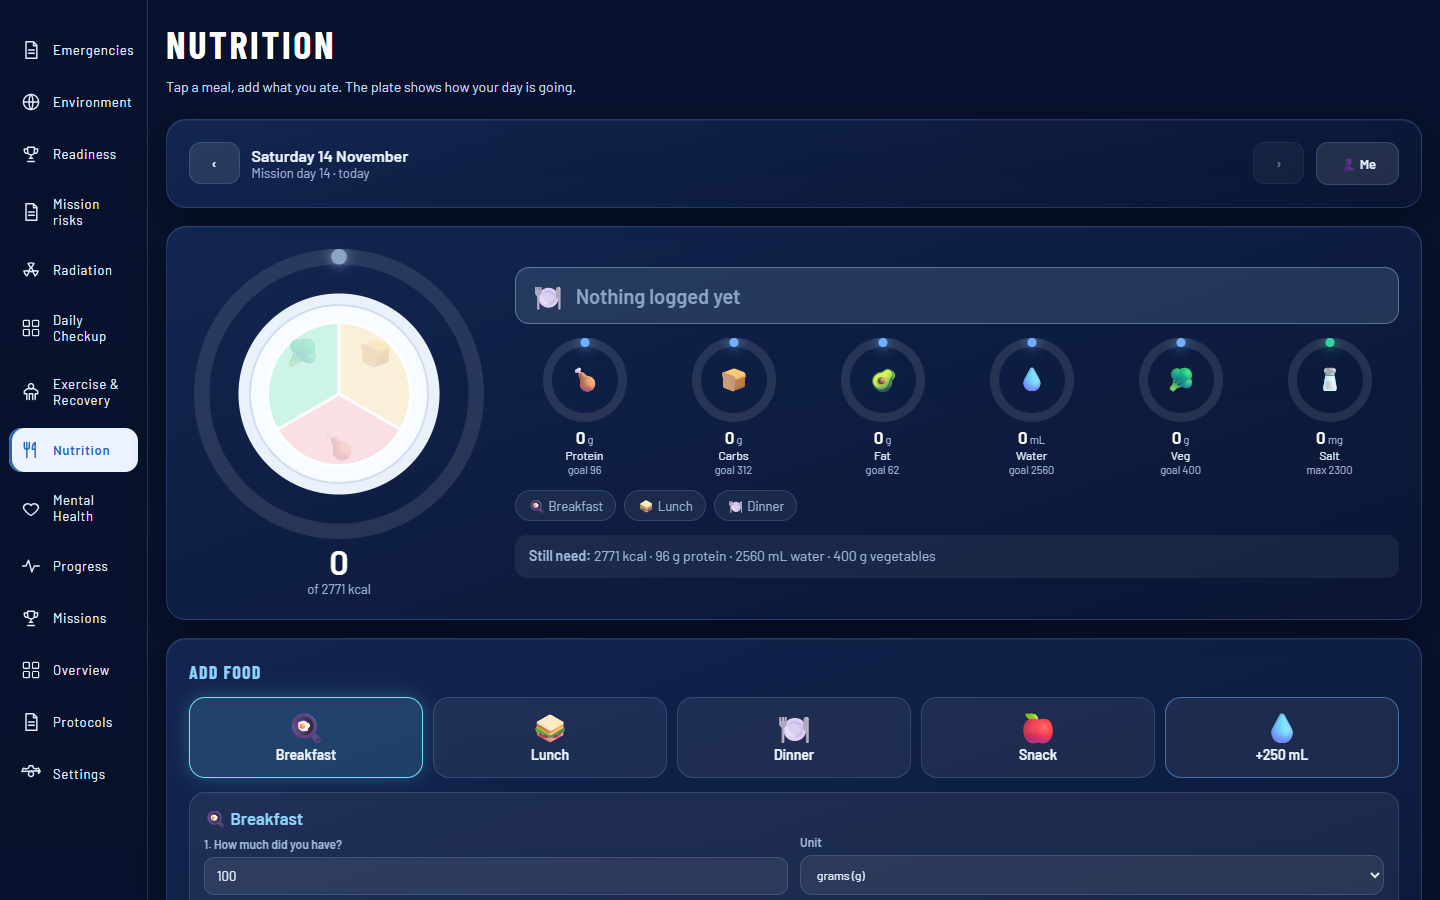 Emergencies
Environment
Readiness
Mission
risks
Radiation
Daily
Checkup
Exercise &
Recovery
Nutrition
Mental
Health
Progress
Missions
Overview
Protocols
Settings
NUTRITION
Tap a meal, add what you ate. The plate shows how your day is going.
‹
Saturday 14 November
Mission day 14 · today
›
Me
0
of 2771 kcal
Nothing logged yet
0 g
Protein
goal 96
0 g
Carbs
goal 312
0 g
Fat
goal 62
0 mL
Water
goal 2560
0 g
Veg
goal 400
0 mg
Salt
max 2300
Breakfast
Lunch
Dinner
Still need: 2771 kcal · 96 g protein · 2560 mL water · 400 g vegetables
ADD FOOD
Breakfast
Lunch
Dinner
Snack
+250 mL
Breakfast
1. How much did you have?
100
Unit
grams (g)